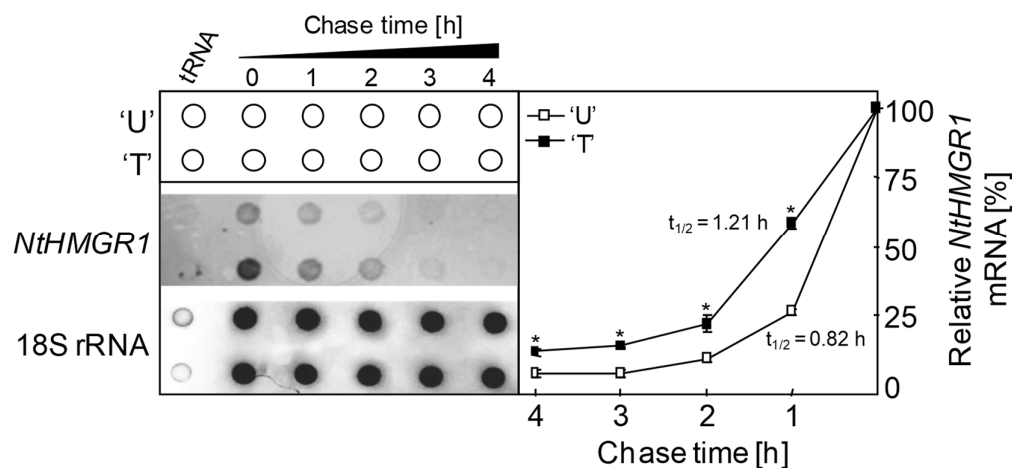 Chase time [h]
tRNA 0 1 2 3 4
‘U’
‘T’
NtHMGR1
18S rRNA
‘U’
‘T’
t1/2 = 1.21 h
t1/2 = 0.82 h
* * * *
100
75
50
25
0
Relative NtHMGR1
mRNA [%]
4 3 2 1
Chase time [h]